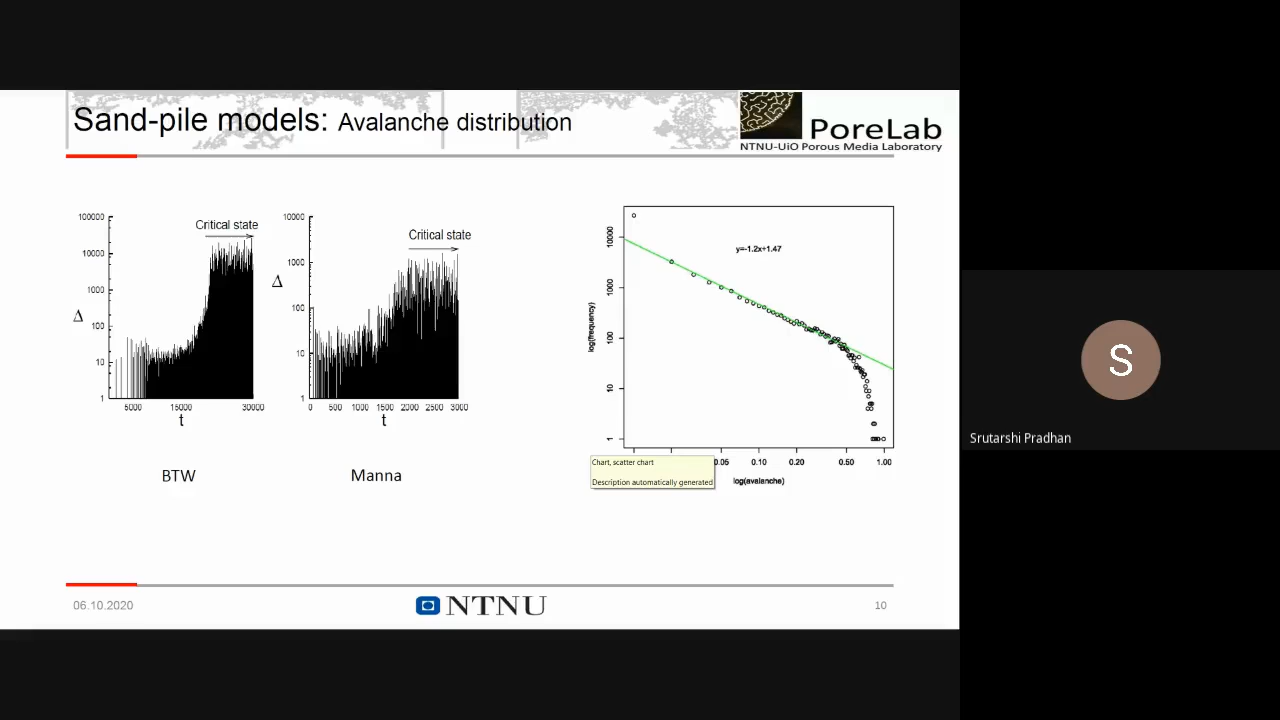 Sand-pile models: Avalanche distribution
PoreLab
NTNU-UiO Porous Media Laboratory
Critical state
100000
10000
1000
100
10
1
Δ
5000 15000 30000
t
BTW
Critical state
10000
1000
100
10
1
Δ
0 500 1000 1500 2000 2500 3000
t
Manna
y=-1.2x+1.47
log(frequency)
10000
1000
100
10
1
0.05 0.10 0.20 0.50 1.00
log(avalanche)
Chart, scatter chart
Description automatically generated
06.10.2020
NTNU
10
S
Srutarshi Pradhan